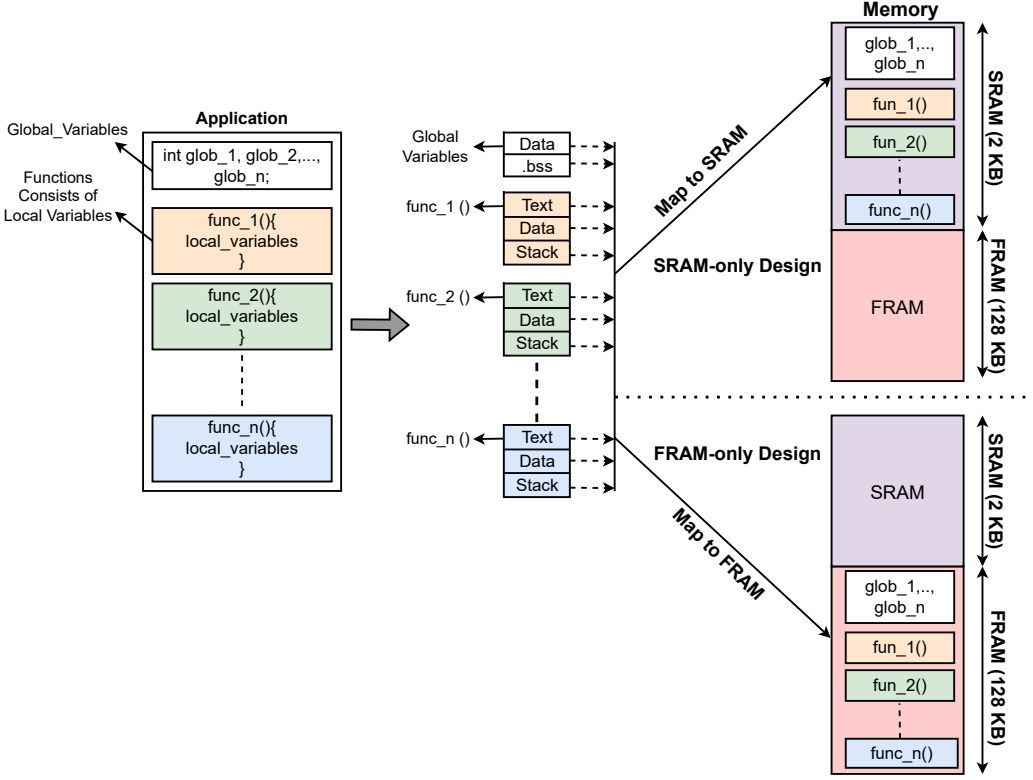 Application
Global_Variables
int glob_1, glob_2,...,
glob_n;
Functions
Consists of
Local Variables
func_1(){
local_variables
}
func_2(){
local_variables
}
func_n(){
local_variables
}
Global
Variables
Data
.bss
func_1 ()
Text
Data
Stack
func_2 ()
Text
Data
Stack
func_n ()
Text
Data
Stack
Map to SRAM
SRAM-only Design
FRAM-only Design
Map to FRAM
Memory
glob_1,..,
glob_n
fun_1()
fun_2()
func_n()
SRAM (2 KB)
FRAM
FRAM (128 KB)
SRAM
SRAM (2 KB)
glob_1,..,
glob_n
fun_1()
fun_2()
func_n()
FRAM (128 KB)